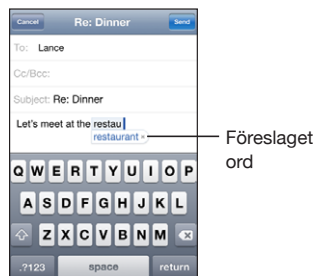 Cancel Re: Dinner Send
To: Lance
Cc/Bcc:
Subject: Re: Dinner
Let's meet at the restau
restaurant ×
Föreslaget
ord
Q W E R T Y U I O P
A S D F G H J K L
Z X C V B N M
.?123 space return